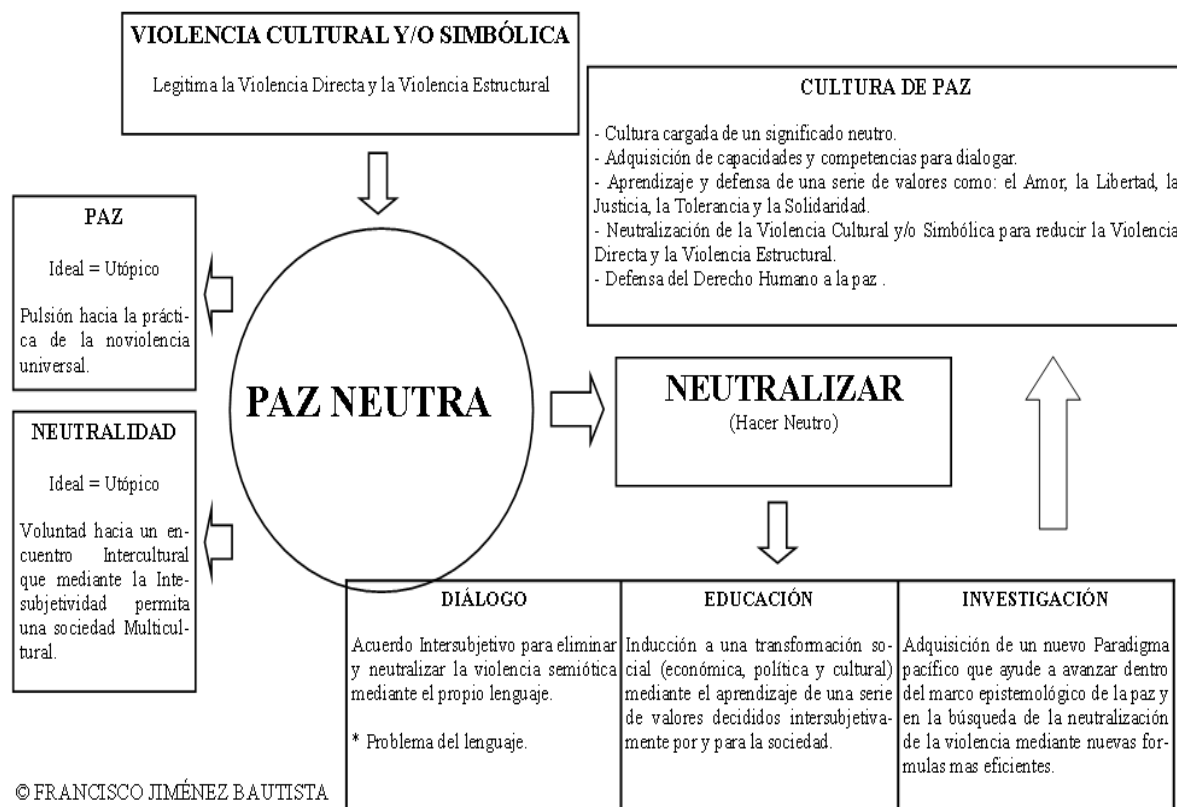 VIOLENCIA CULTURAL Y/O SIMBÓLICA
Legitima la Violencia Directa y la Violencia Estructural
CULTURA DE PAZ
- Cultura cargada de un significado neutro.
- Adquisición de capacidades y competencias para dialogar.
- Aprendizaje y defensa de una serie de valores como: el Amor, la Libertad, la
Justicia, la Tolerancia y la Solidaridad.
- Neutralización de la Violencia Cultural y/o Simbólica para reducir la Violencia
Directa y la Violencia Estructural.
- Defensa del Derecho Humano a la paz .
PAZ
Ideal = Utópico
Pulsión hacia la prácti-
ca de la noviolencia
universal.
PAZ NEUTRA
NEUTRALIZAR
(Hacer Neutro)
NEUTRALIDAD
Ideal = Utópico
Voluntad hacia un en-
cuentro Intercultural
que mediante la Inte-
subjetividad permita
una sociedad Multicul-
tural.
DIÁLOGO
Acuerdo Intersubjetivo para eliminar
y neutralizar la violencia semiótica
mediante el propio lenguaje.
* Problema del lenguaje.
EDUCACIÓN
Inducción a una transformación so-
cial (económica, política y cultural)
mediante el aprendizaje de una serie
de valores decididos intersubjetiva-
mente por y para la sociedad.
INVESTIGACIÓN
Adquisición de un nuevo Paradigma
pacífico que ayude a avanzar dentro
del marco epistemológico de la paz y
en la búsqueda de la neutralización
de la violencia mediante nuevas for-
mulas mas eficientes.
© FRANCISCO JIMÉNEZ BAUTISTA